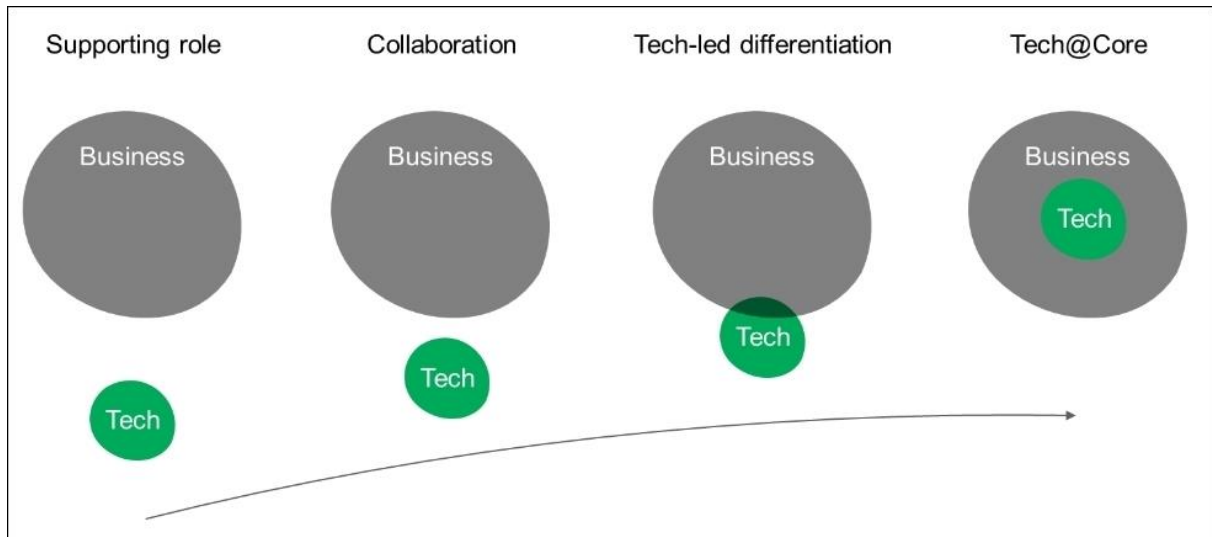 Supporting role
Collaboration
Tech-led differentiation
Tech@Core
Business
Business
Business
Business
Tech
Tech
Tech
Tech